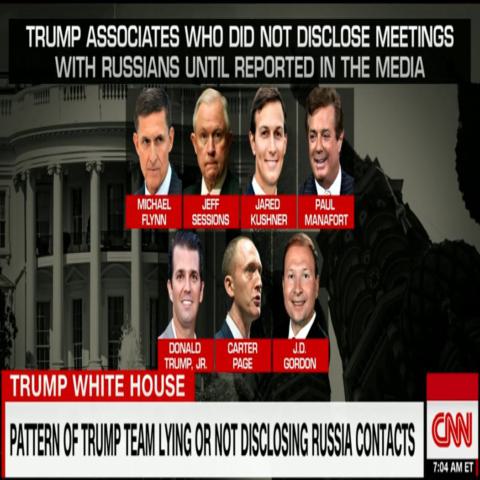 TRUMP ASSOCIATES WHO DID NOT DISCLOSE MEETINGS
WITH RUSSIANS UNTIL REPORTED IN THE MEDIA
MICHAEL
FLYNN
JEFF
SESSIONS
JARED
KUSHNER
PAUL
MANAFORT
DONALD
TRUMP, JR.
CARTER
PAGE
J.D.
GORDON
TRUMP WHITE HOUSE
PATTERN OF TRUMP TEAM LYING OR NOT DISCLOSING RUSSIA CONTACTS
CNN
7:04 AM ET